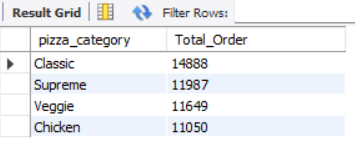 Result Grid Filter Rows:
pizza_category Total_Order
Classic 14888
Supreme 11987
Veggie 11649
Chicken 11050